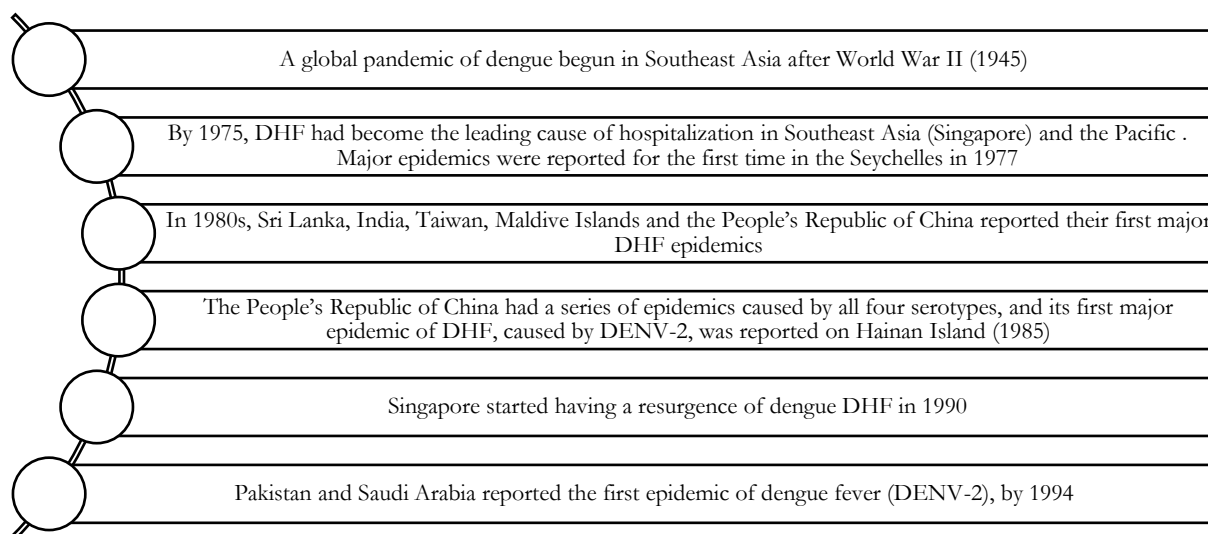 A global pandemic of dengue begun in Southeast Asia after World War II (1945)
By 1975, DHF had become the leading cause of hospitalization in Southeast Asia (Singapore) and the Pacific .
Major epidemics were reported for the first time in the Seychelles in 1977
In 1980s, Sri Lanka, India, Taiwan, Maldive Islands and the People’s Republic of China reported their first major
DHF epidemics
The People’s Republic of China had a series of epidemics caused by all four serotypes, and its first major
epidemic of DHF, caused by DENV-2, was reported on Hainan Island (1985)
Singapore started having a resurgence of dengue DHF in 1990
Pakistan and Saudi Arabia reported the first epidemic of dengue fever (DENV-2), by 1994